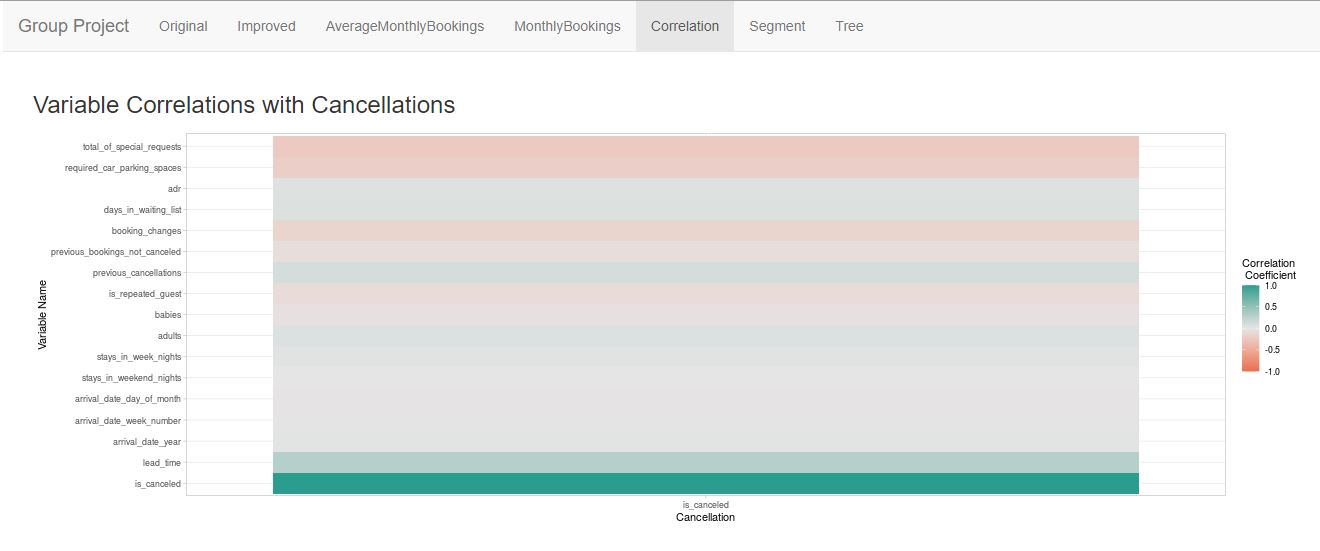 Group Project Original Improved AverageMonthlyBookings MonthlyBookings Correlation Segment Tree
Variable Correlations with Cancellations
total_of_special_requests
required_car_parking_spaces
adr
days_in_waiting_list
booking_changes
previous_bookings_not_canceled
previous_cancellations
is_repeated_guest
babies
adults
stays_in_week_nights
stays_in_weekend_nights
arrival_date_day_of_month
arrival_date_week_number
arrival_date_year
lead_time
is_canceled
Variable Name
is_canceled
Cancellation
Correlation
Coefficient
1.0
0.5
0.0
-0.5
-1.0